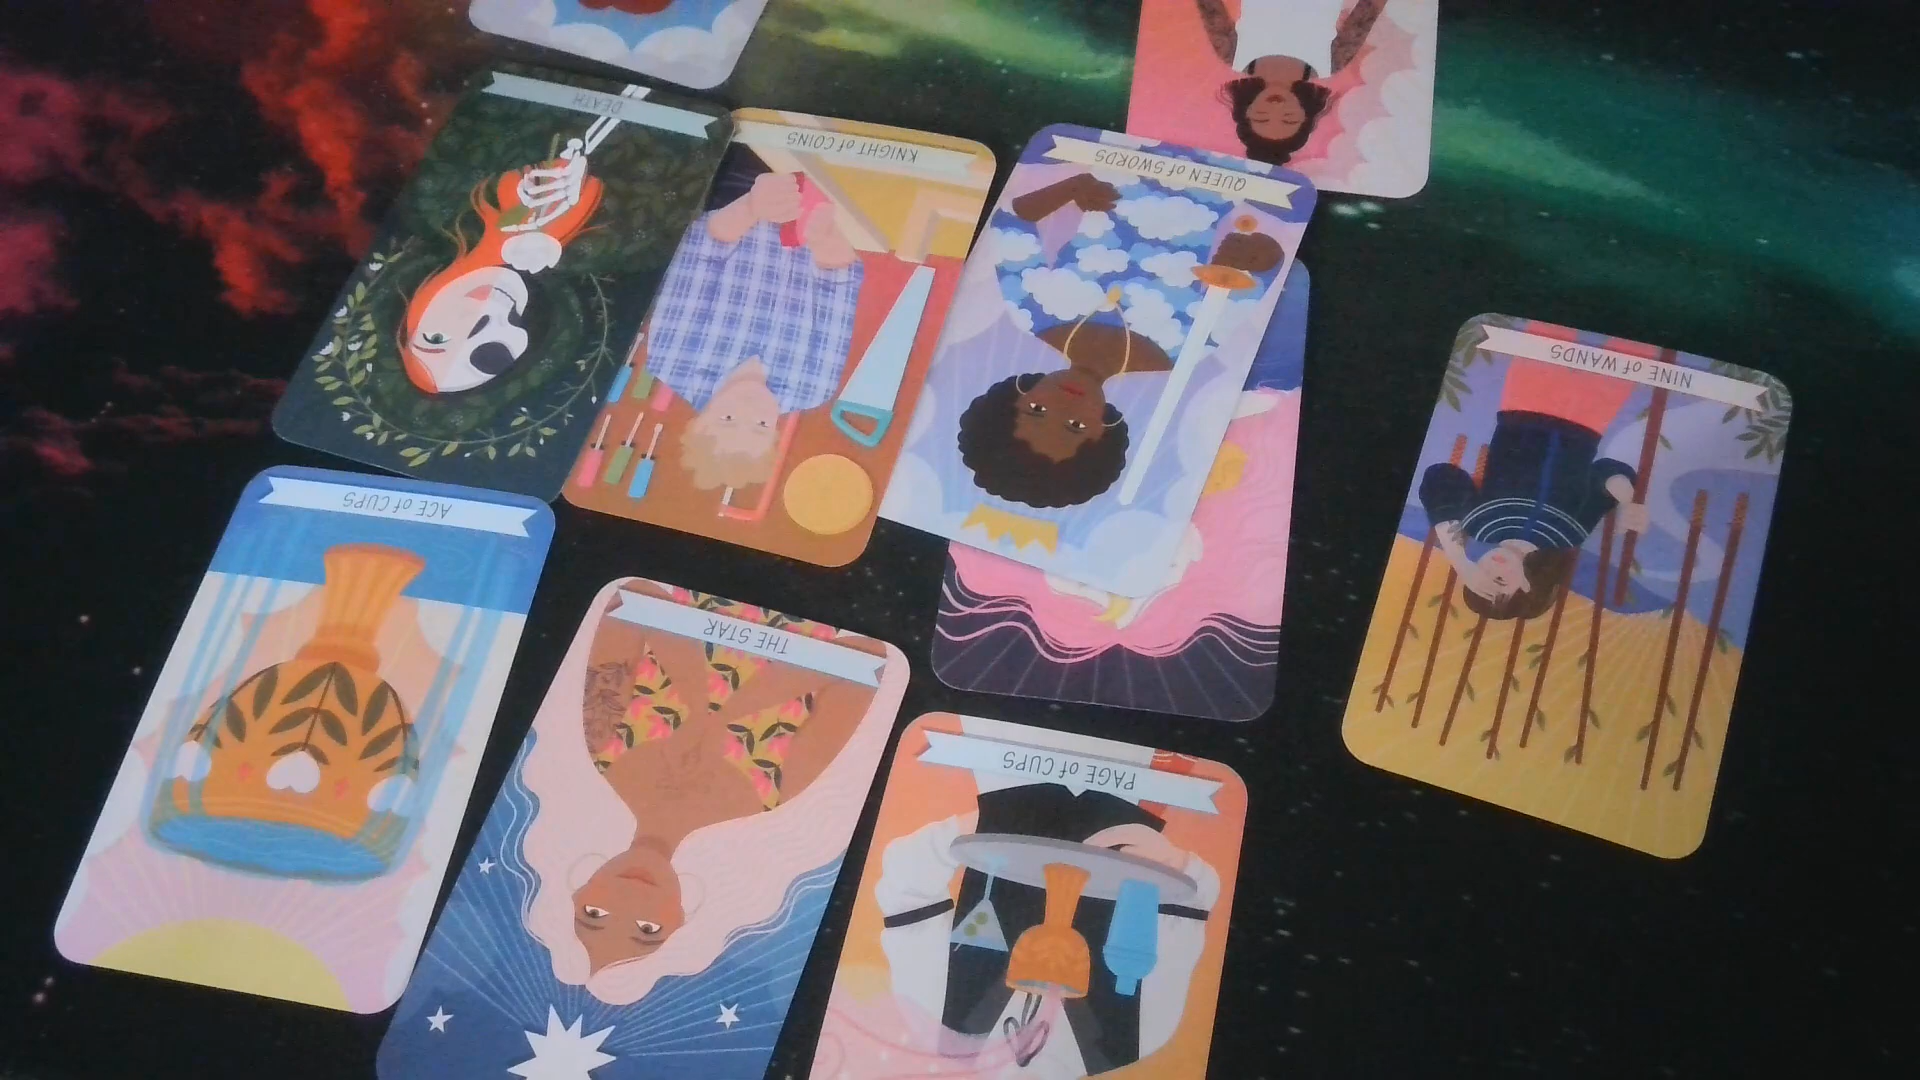 DEATH
KNIGHT of COINS
QUEEN of SWORDS
NINE of WANDS
ACE of CUPS
THE STAR
PAGE of CUPS